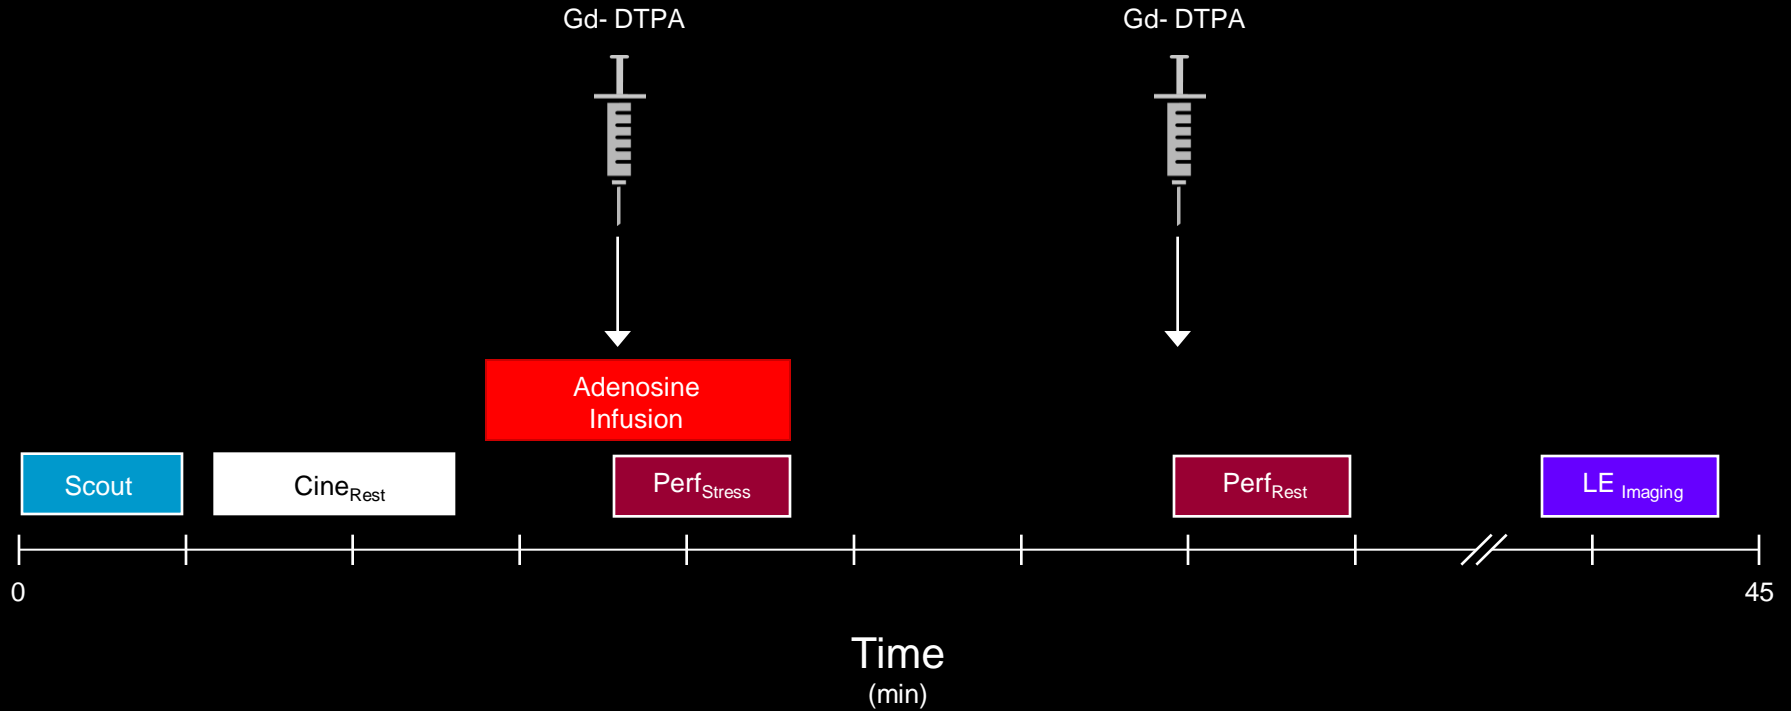 Gd- DTPA
Gd- DTPA
Adenosine
Infusion
Scout
CineRest
PerfStress
PerfRest
LE Imaging
0
45
Time
(min)